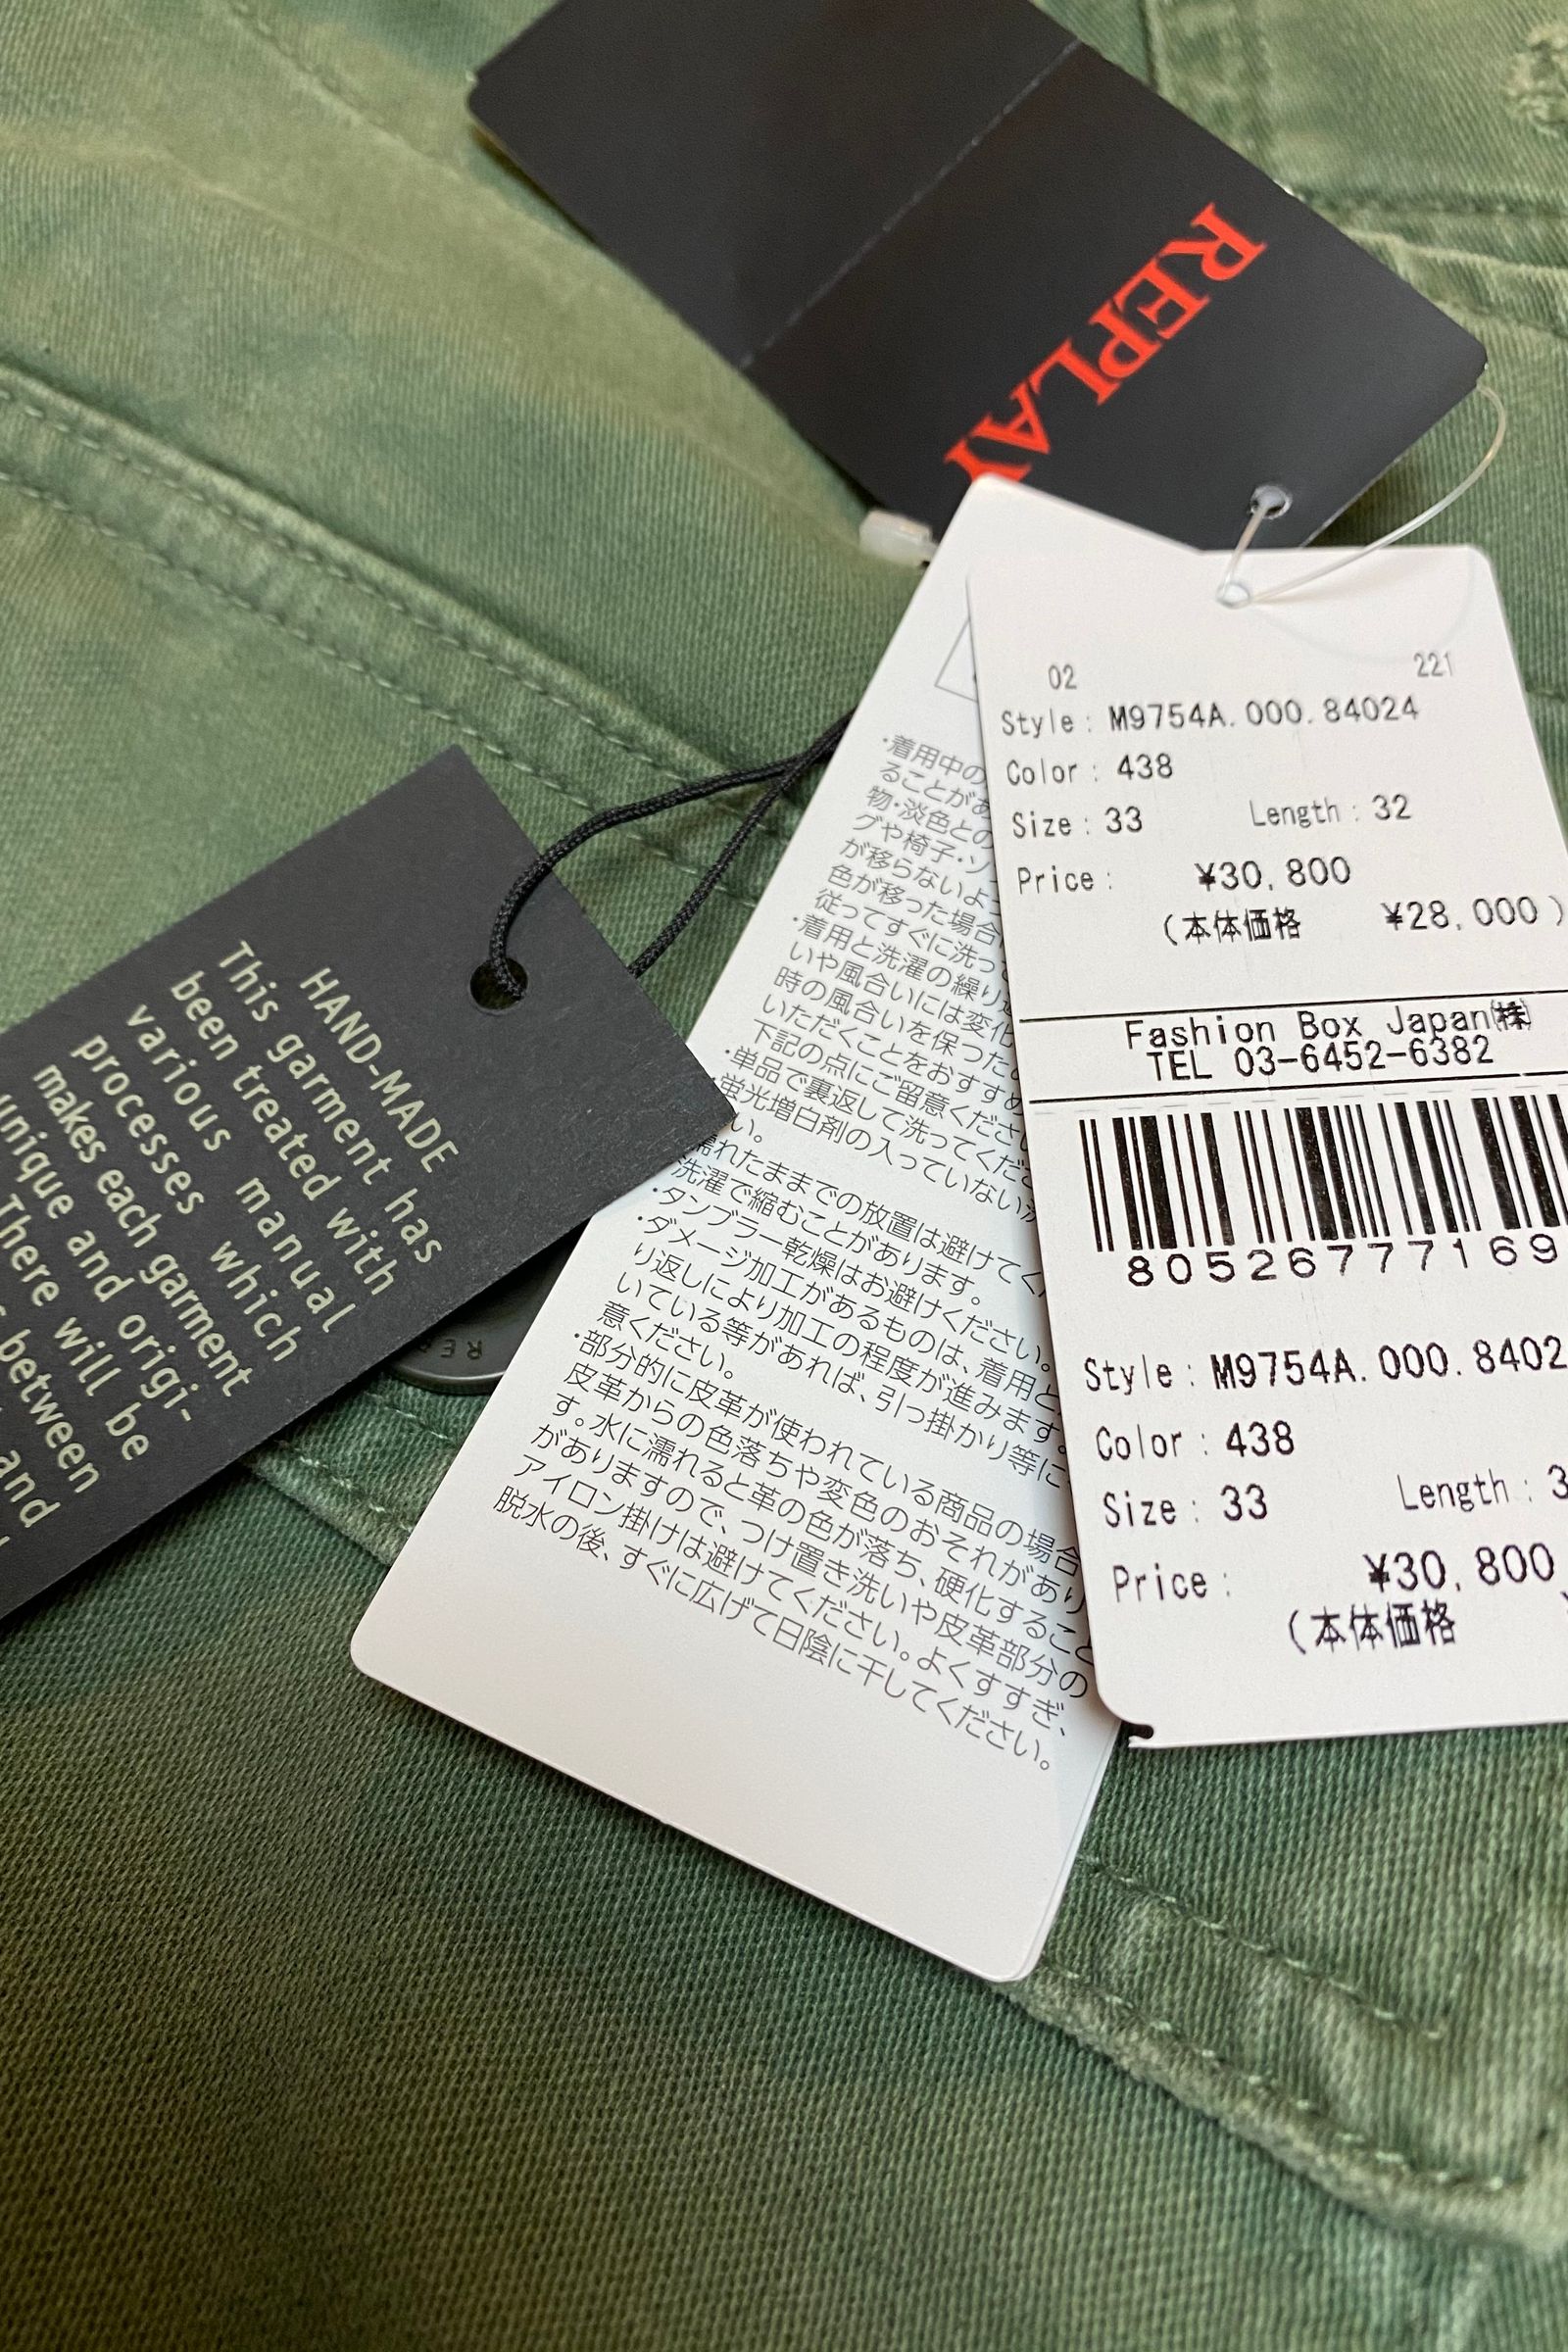 REPLAY
02 221
Style: M9754A.000.84024
Color: 438
Size: 33 Length: 32
Price: ¥30,800
(本体価格 ¥28,000)
Fashion Box Japan㈱
TEL 03-6452-6382
805267777169
Style: M9754A.000.8402
Color: 438
Size: 33 Length: 3
Price: ¥30,800
(本体価格
・着用中の
ることがあ
物・淡色との
グや椅子・ソ
が移らないよ
色が移った場合
従ってすぐに洗っ
・着用と洗濯の繰り
いや風合いには変化
時の風合いを保つため
いただくことをおすすめ
下記の点にご留意くださ
・単品で裏返して洗ってくだ
・蛍光増白剤の入っていない
い。
濡れたままでの放置は避けてく
洗濯で縮むことがあります。
・タンブラー乾燥はお避けください。
・ダメージ加工があるものは、着用と
り返しにより加工の程度が進みます。
いている等があれば、引っ掛かり等に
意ください。
・部分的に皮革が使われている商品の場合
皮革からの色落ちや変色のおそれがあり
す。水に濡れると革の色が落ち、硬化すること
がありますので、つけ置き洗いや皮革部分の
アイロン掛けは避けてください。よくすすぎ、
脱水の後、すぐに広げて日陰に干してください。
HAND-MADE
This garment has
been treated with
various manual
processes which
makes each garment
unique and origi-
There will be
between
and